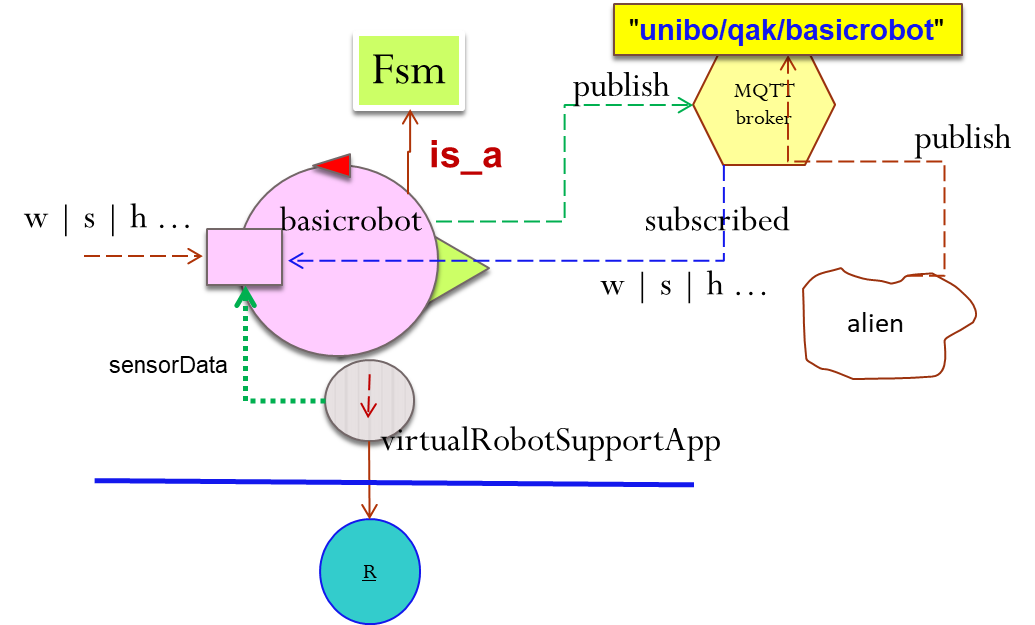 "unibo/qak/basicrobot"
Fsm
publish
MQTT
broker
publish
is_a
w | s | h ...
basicrobot
subscribed
w | s | h ...
alien
sensorData
virtualRobotSupportApp
R